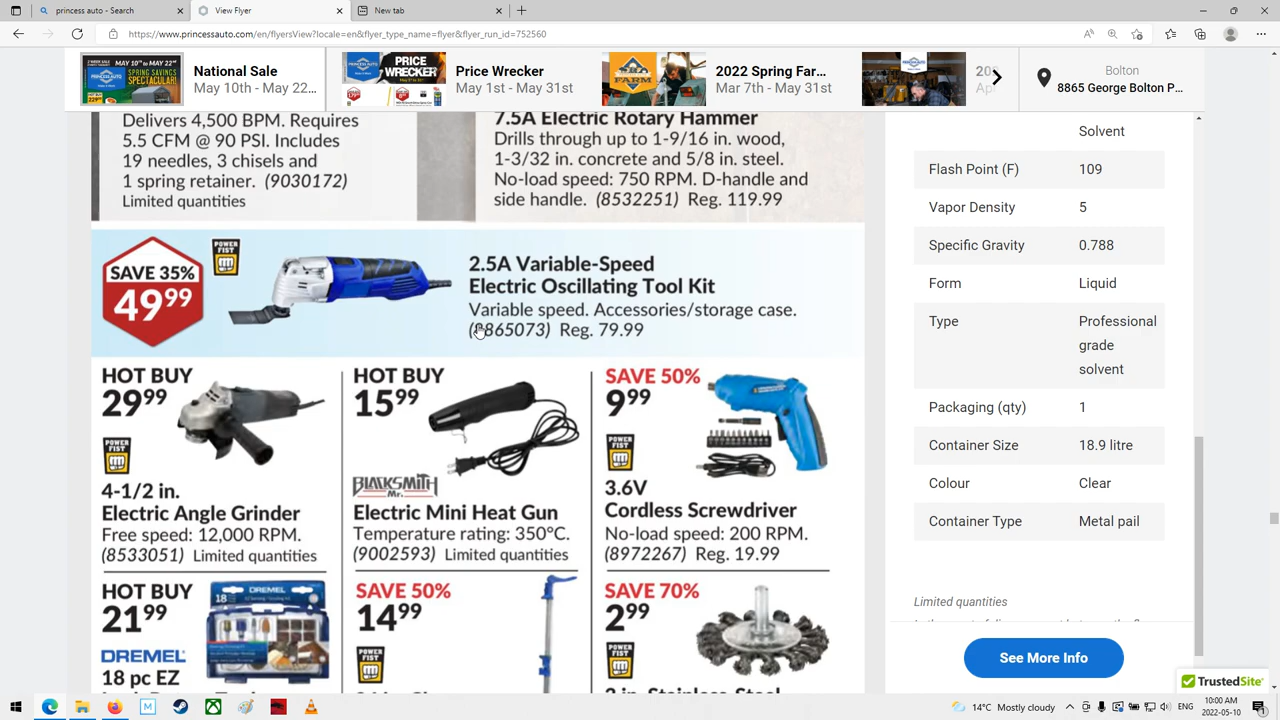 princess auto - Search
View Flyer
New tab
https://www.princessauto.com/en/flyersView?locale=en&flyer_type_name=flyer&flyer_run_id=752560
National Sale
May 10th - May 22...
Price Wrecker
May 1st - May 31st
2022 Spring Far...
Mar 7th - May 31st
Bolton
8865 George Bolton P...
Delivers 4,500 BPM. Requires
5.5 CFM @ 90 PSI. Includes
19 needles, 3 chisels and
1 spring retainer. (9030172)
Limited quantities
7.5A Electric Rotary Hammer
Drills through up to 1-9/16 in. wood,
1-3/32 in. concrete and 5/8 in. steel.
No-load speed: 750 RPM. D-handle and
side handle. (8532251) Reg. 119.99
SAVE 35%
49.99
POWER FIST
2.5A Variable-Speed
Electric Oscillating Tool Kit
Variable speed. Accessories/storage case.
(8865073) Reg. 79.99
HOT BUY
29.99
POWER FIST
4-1/2 in.
Electric Angle Grinder
Free speed: 12,000 RPM.
(8533051) Limited quantities
HOT BUY
15.99
BLACKSMITH
Mr.
Electric Mini Heat Gun
Temperature rating: 350°C.
(9002593) Limited quantities
SAVE 50%
9.99
POWER FIST
3.6V
Cordless Screwdriver
No-load speed: 200 RPM.
(8972267) Reg. 19.99
HOT BUY
21.99
DREMEL
18 pc EZ
SAVE 50%
14.99
POWER FIST
SAVE 70%
2.99
POWER FIST
Solvent
Flash Point (F) 109
Vapor Density 5
Specific Gravity 0.788
Form Liquid
Type Professional
grade
solvent
Packaging (qty) 1
Container Size 18.9 litre
Colour Clear
Container Type Metal pail
Limited quantities
See More Info
TrustedSite
14°C Mostly cloudy
ENG
10:00 AM
2022-05-10